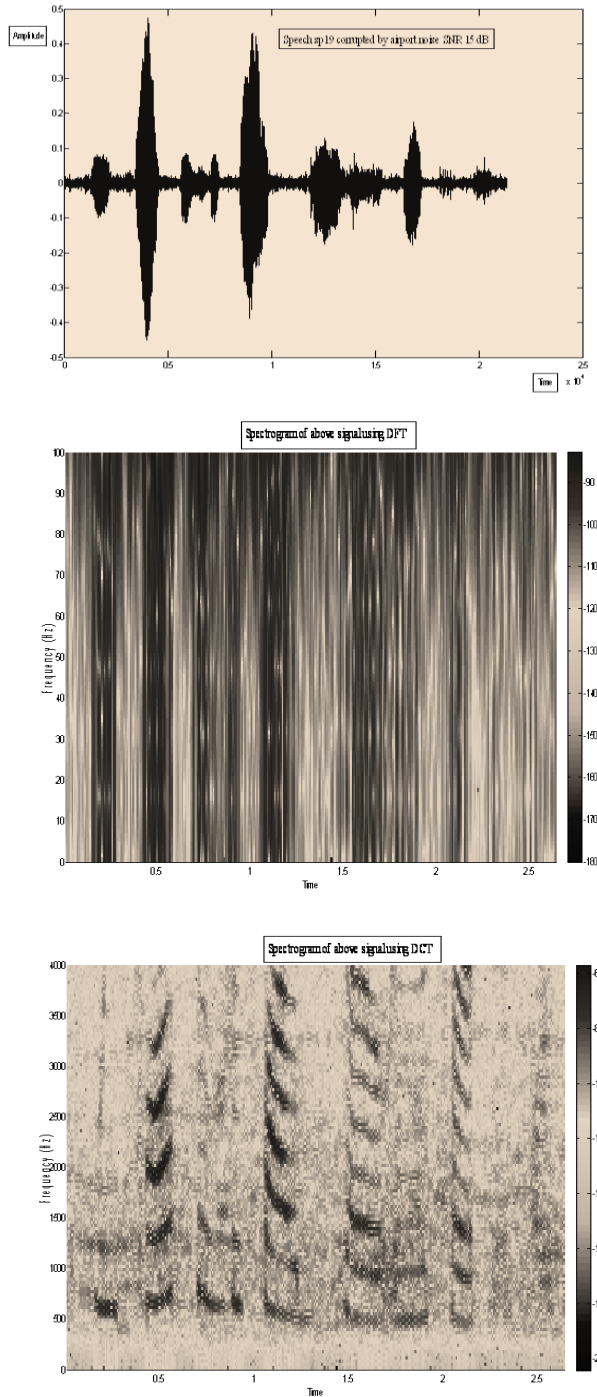 0.5
Amplitude
Speech sp19 corrupted by airport noise SNR 15 dB
0.4
0.3
0.2
0.1
0
-0.1
-0.2
-0.3
-0.4
-0.5
0 0.5 1 1.5 2 2.5
Time x 10^4
Spectrogram of above signal using DFT
100
90 -90
80 -100
70 -110
60 -120
50 -130
Frequency (Hz)
40 -140
30 -150
20 -160
10 -170
0 -180
0.5 1 1.5 2 2.5
Time
Spectrogram of above signal using DCT
4000
3500
3000
2500
2000
Frequency (Hz)
1500
1000
500
0
0.5 1 1.5 2 2.5
Time